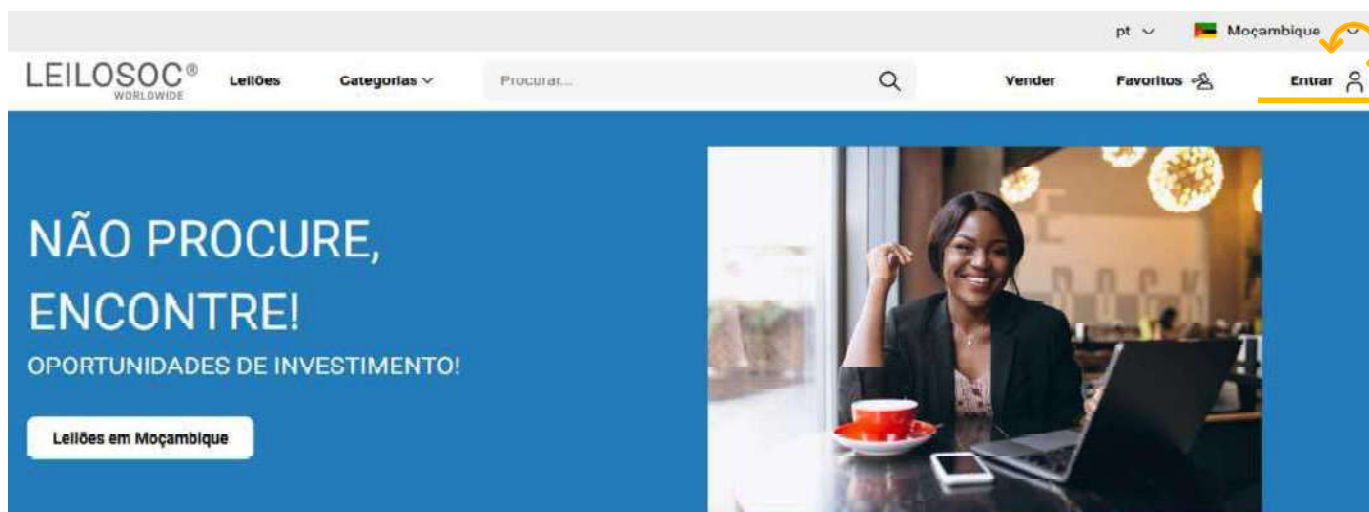 pt Moçambique
LEILOSOC® Leilões Categorias Procurar... Vender Favoritos Entrar
WORLDWIDE
NÃO PROCURE,
ENCONTRE!
OPORTUNIDADES DE INVESTIMENTO!
Leilões em Moçambique